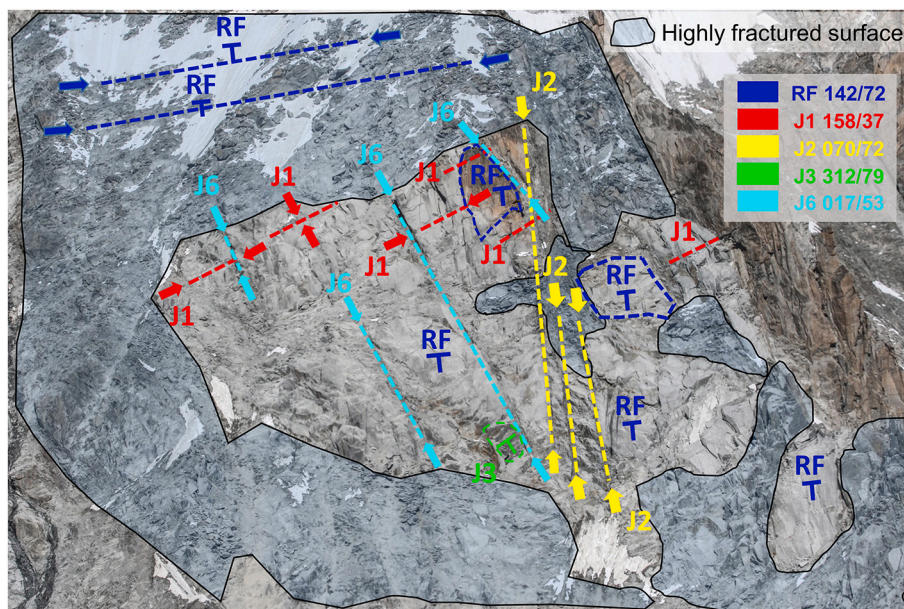 RF
Highly fractured surface
RF
J2
RF 142/72
J1 158/37
J2 070/72
J3 312/79
J6 017/53
J6
J1
J6
J1
RF
J1
J1
J1
J2
RF
J6
J1
RF
RF
J3
RF
J2